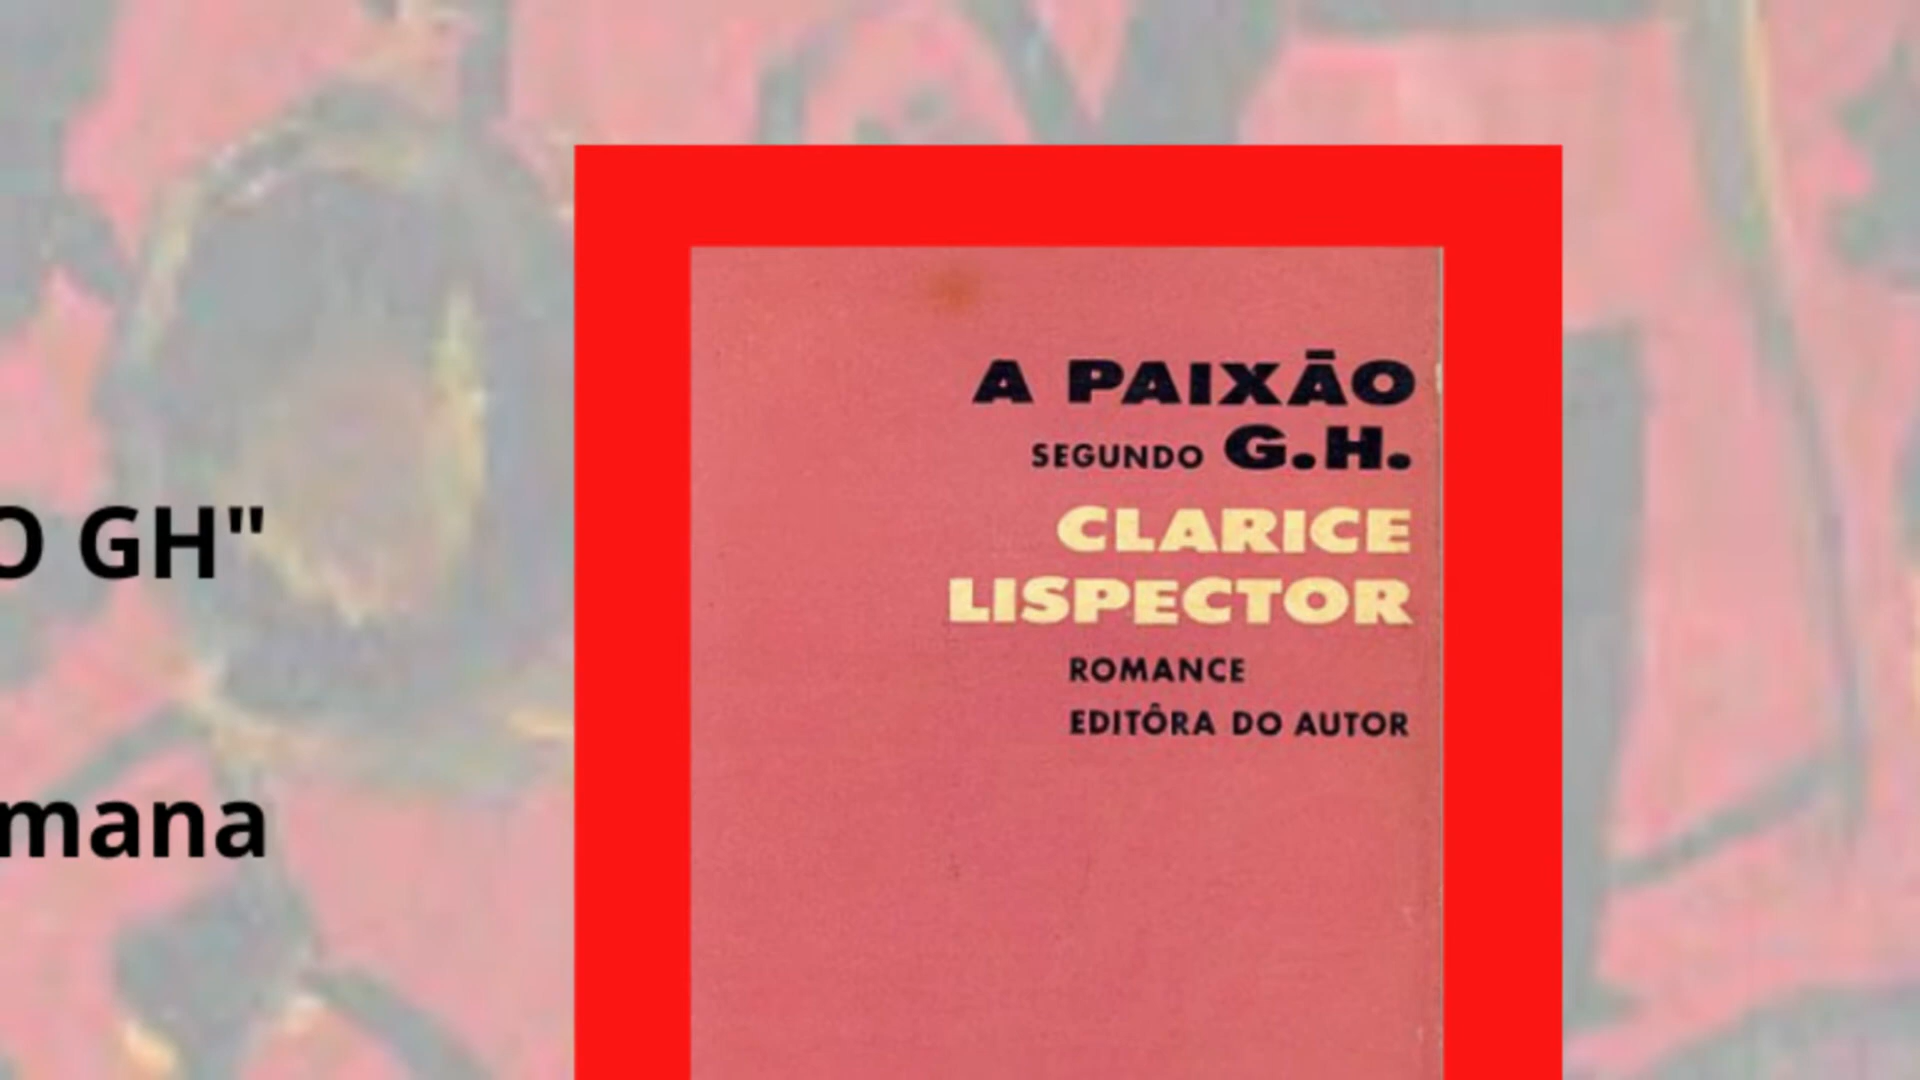 O GH"
mana
A PAIXÃO
SEGUNDO G.H.
CLARICE
LISPECTOR
ROMANCE
EDITÔRA DO AUTOR